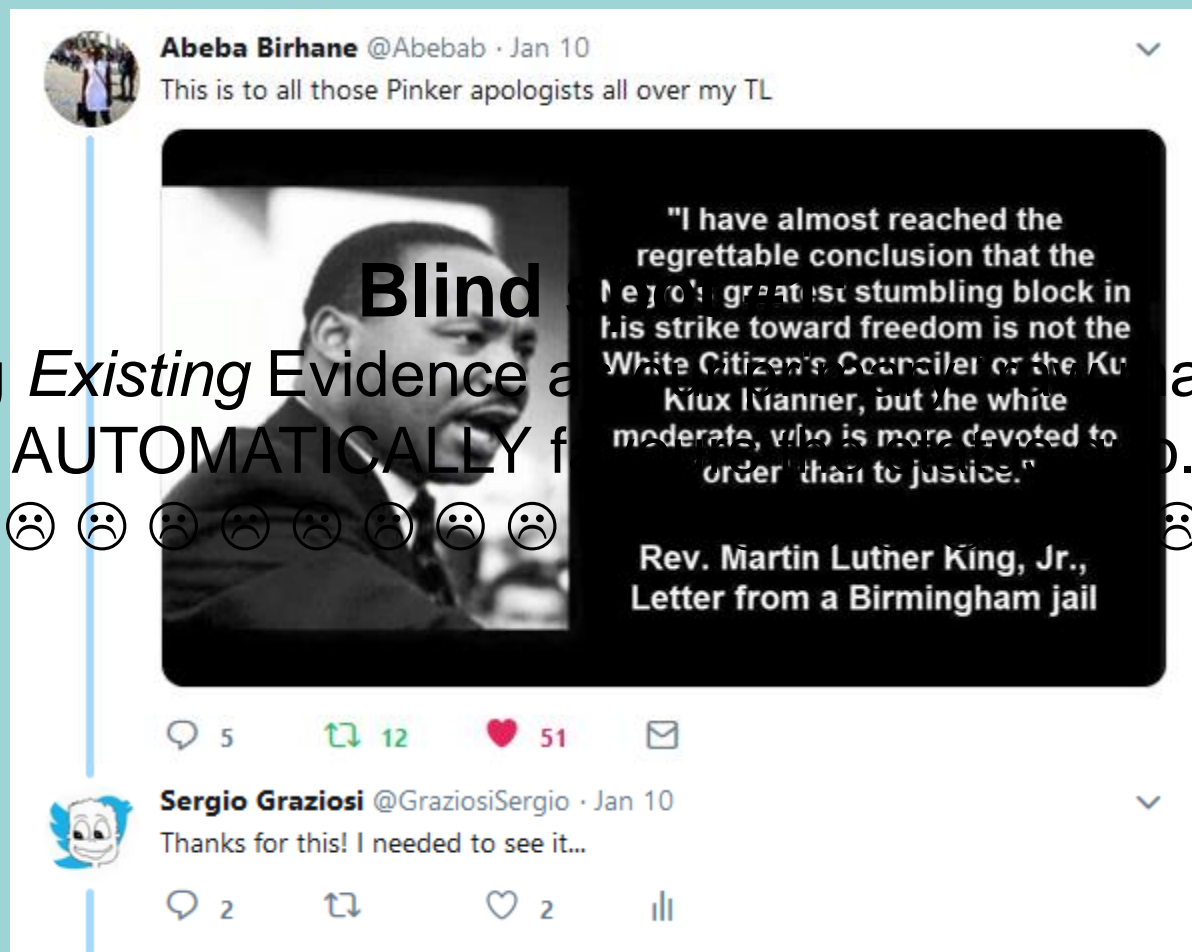 Abeba Birhane @Abebab · Jan 10
This is to all those Pinker apologists all over my TL
"I have almost reached the
regrettable conclusion that the
Negro's greatest stumbling block in
his strike toward freedom is not the
White Citizen's Counciler or the Ku
Klux Klanner, but the white
moderate, who is more devoted to
"order" than to justice."
Rev. Martin Luther King, Jr.,
Letter from a Birmingham jail
Blind
Existing Evidence
AUTOMATICALLY
5 12 51
Sergio Graziosi @GraziosiSergio · Jan 10
Thanks for this! I needed to see it...
2 2